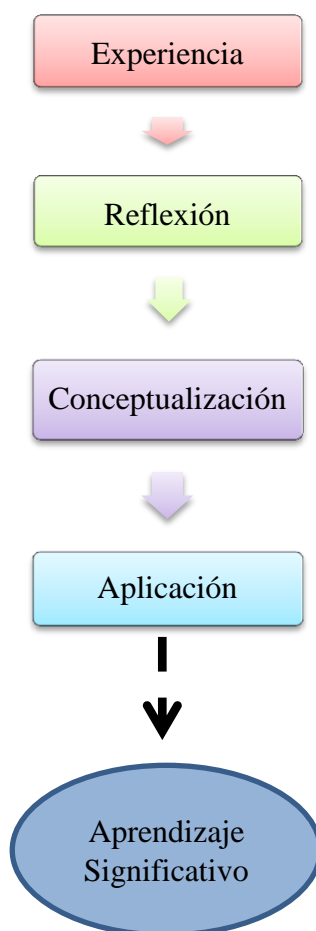 Experiencia
Reflexión
Conceptualización
Aplicación
Aprendizaje
Significativo